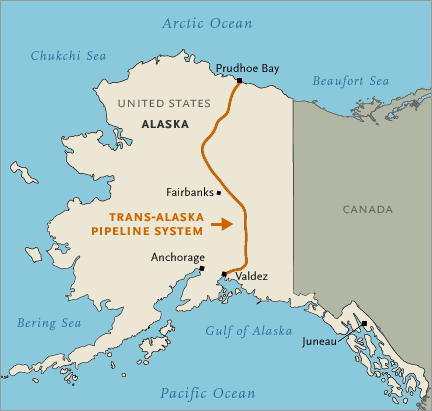 Arctic Ocean
Chukchi Sea
Prudhoe Bay
Beaufort Sea
UNITED STATES
ALASKA
Fairbanks
CANADA
TRANS-ALASKA
PIPELINE SYSTEM
Anchorage
Valdez
Bering Sea
Gulf of Alaska
Juneau
Pacific Ocean